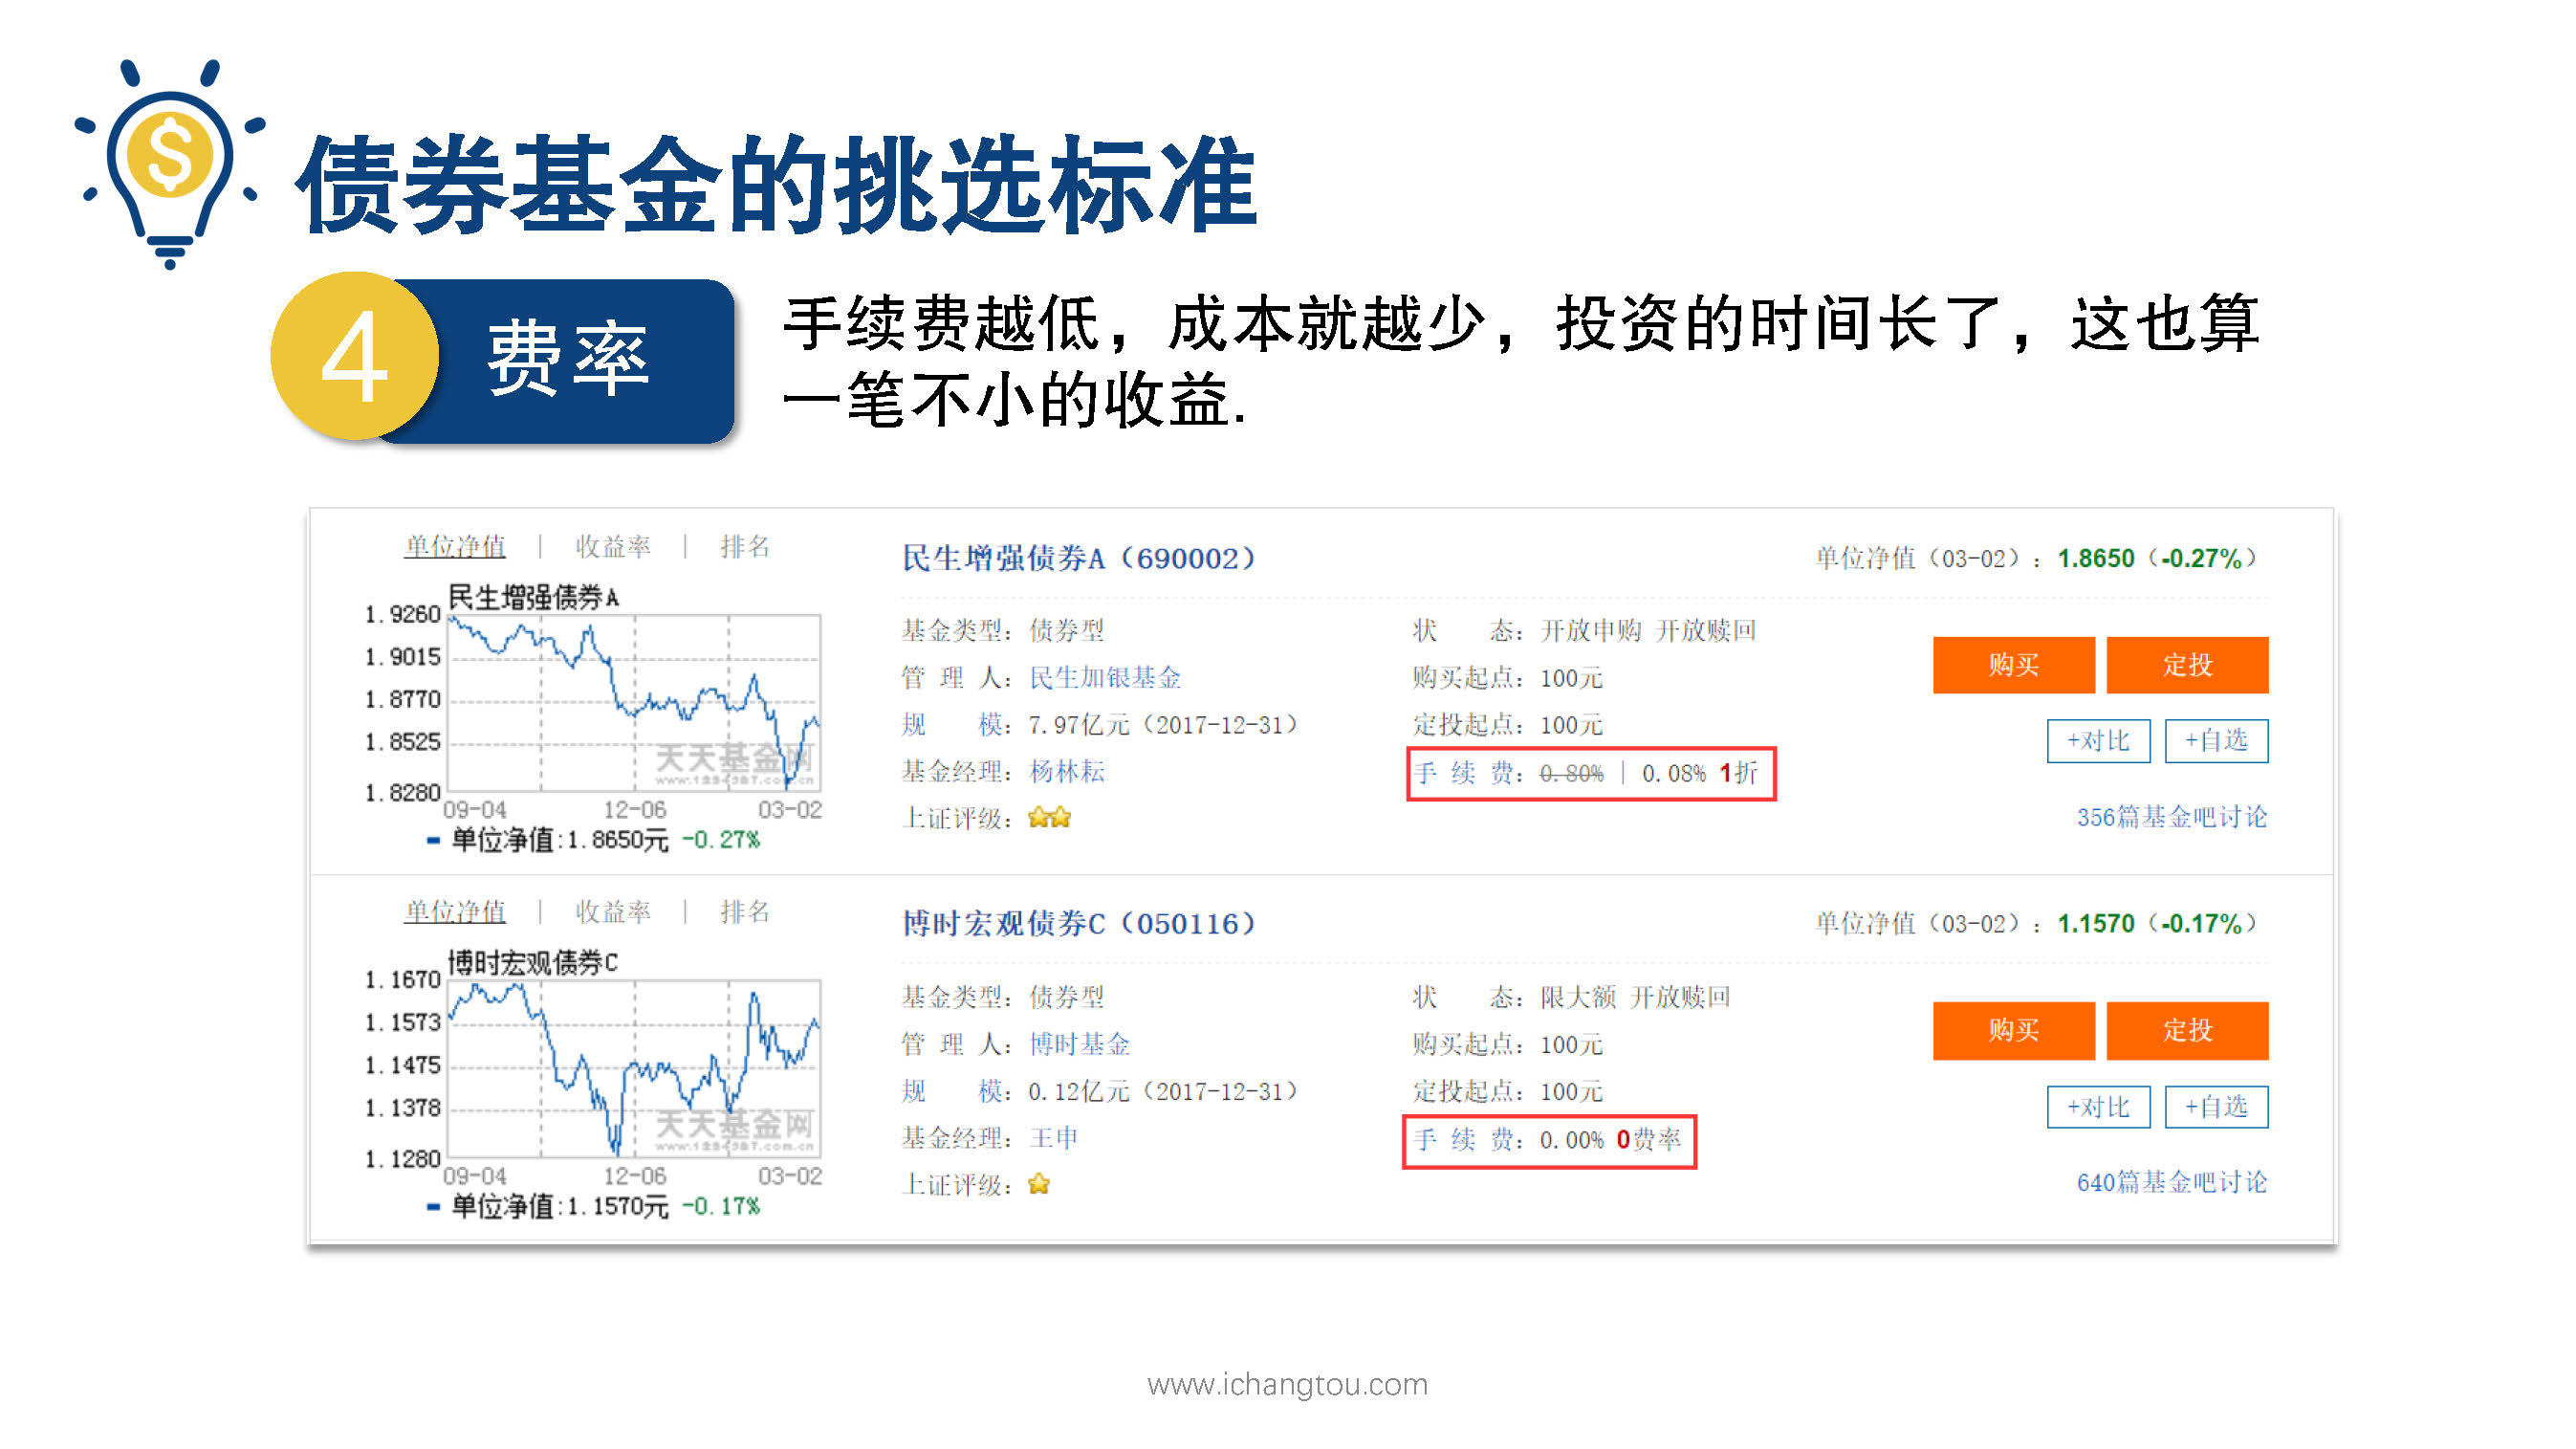 债券基金的挑选标准
4 费率
手续费越低，成本就越少，投资的时间长了，这也算
一笔不小的收益.
单位净值 | 收益率 | 排名
民生增强债券A
1.9260
1.9015
1.8770
1.8525
1.8280
09-04 12-06 03-02
天天基金网
www.1234567.com.cn
单位净值:1.8650元 -0.27%
民生增强债券A（690002）
单位净值（03-02）：1.8650（-0.27%）
基金类型：债券型
管 理 人：民生加银基金
规 模：7.97亿元（2017-12-31）
基金经理：杨林耘
上证评级：
状 态：开放申购 开放赎回
购买起点：100元
定投起点：100元
手 续 费：0.80% | 0.08% 1折
购买 定投
+对比 +自选
356篇基金吧讨论
单位净值 | 收益率 | 排名
博时宏观债券C
1.1670
1.1573
1.1475
1.1378
1.1280
09-04 12-06 03-02
天天基金网
www.1234567.com.cn
单位净值:1.1570元 -0.17%
博时宏观债券C（050116）
单位净值（03-02）：1.1570（-0.17%）
基金类型：债券型
管 理 人：博时基金
规 模：0.12亿元（2017-12-31）
基金经理：王申
上证评级：
状 态：限大额 开放赎回
购买起点：100元
定投起点：100元
手 续 费：0.00% 0费率
购买 定投
+对比 +自选
640篇基金吧讨论
www.ichangtou.com